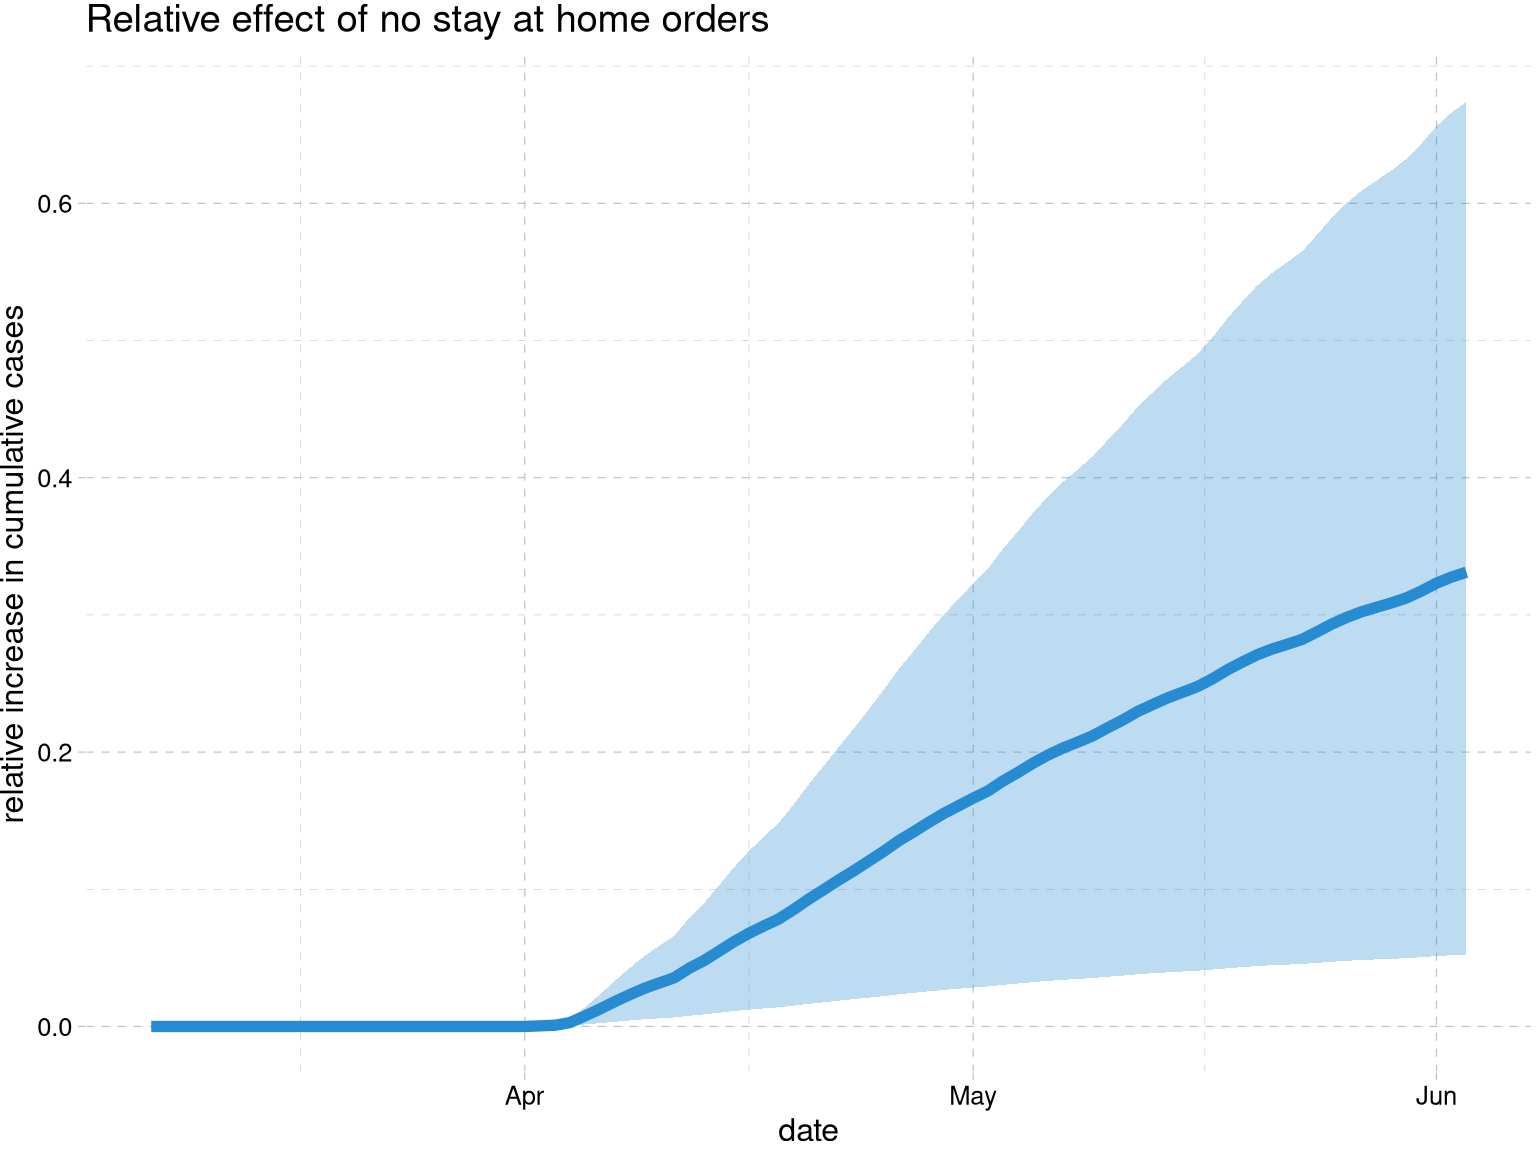 Relative effect of no stay at home orders
relative increase in cumulative cases
0.6
0.4
0.2
0.0
Apr
May
Jun
date